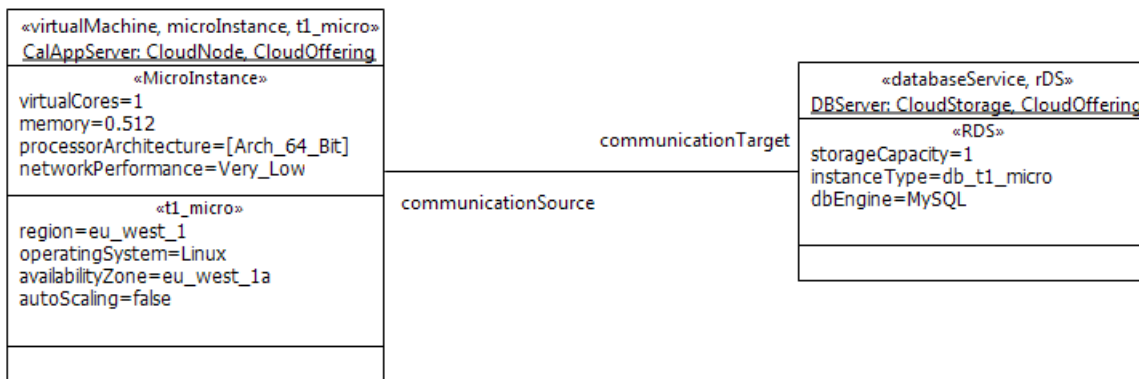 «virtualMachine, microInstance, t1_micro»
CalAppServer: CloudNode, CloudOffering
«MicroInstance»
virtualCores=1
memory=0.512
processorArchitecture=[Arch_64_Bit]
networkPerformance=Very_Low
«t1_micro»
region=eu_west_1
operatingSystem=Linux
availabilityZone=eu_west_1a
autoScaling=false
communicationTarget
communicationSource
«databaseService, rDS»
DBServer: CloudStorage, CloudOffering
«RDS»
storageCapacity=1
instanceType=db_t1_micro
dbEngine=MySQL